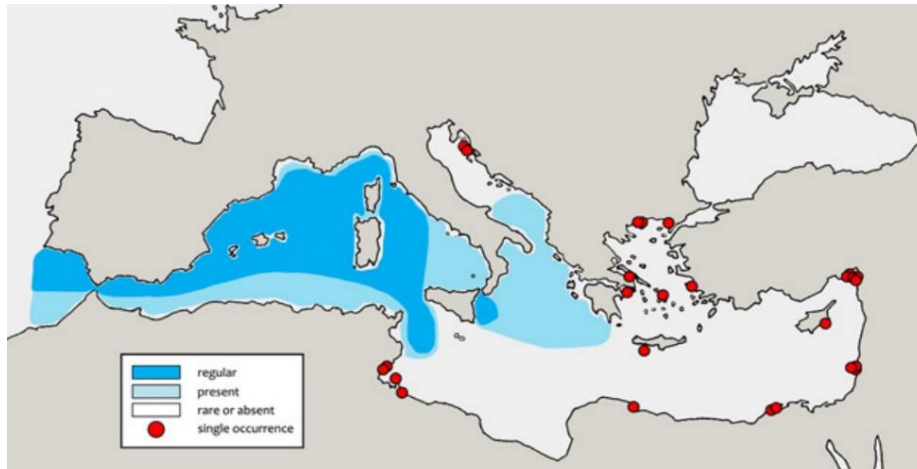 regular
present
rare or absent
single occurrence